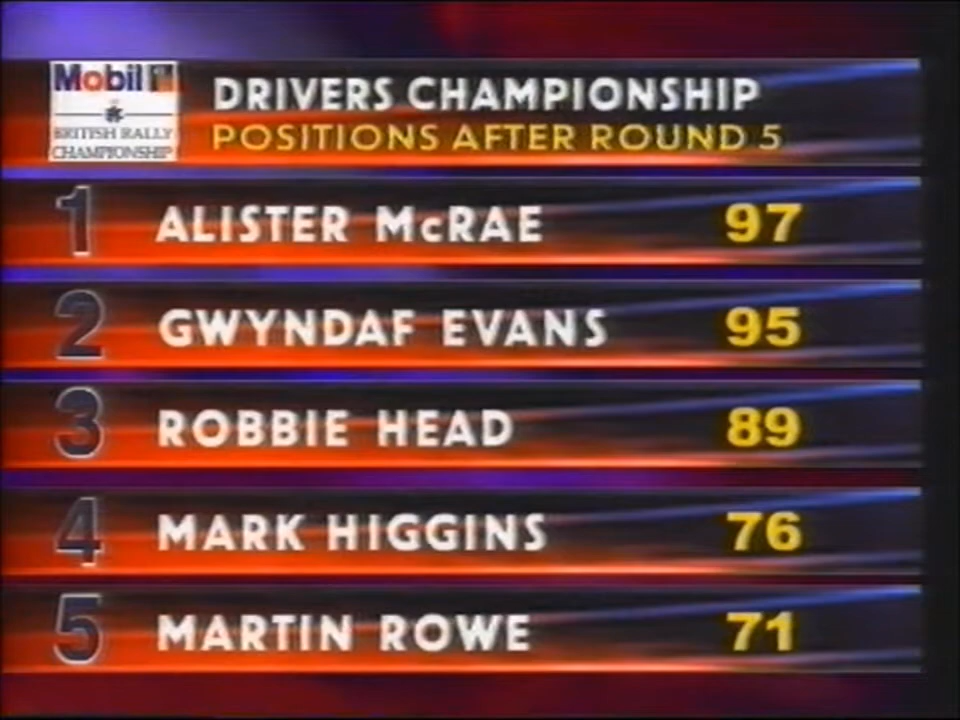 Mobil 1
BRITISH RALLY
CHAMPIONSHIP
DRIVERS CHAMPIONSHIP
POSITIONS AFTER ROUND 5
1 ALISTER McRAE 97
2 GWYNDAF EVANS 95
3 ROBBIE HEAD 89
4 MARK HIGGINS 76
5 MARTIN ROWE 71